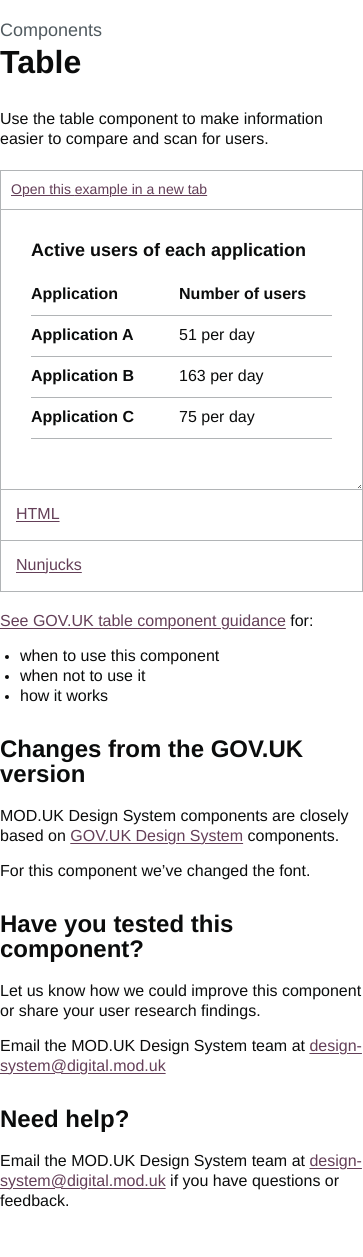 Components
Table
Use the table component to make information
easier to compare and scan for users.
Open this example in a new tab
Active users of each application
Application Number of users
Application A 51 per day
Application B 163 per day
Application C 75 per day
HTML
Nunjucks
See GOV.UK table component guidance for:
• when to use this component
• when not to use it
• how it works
Changes from the GOV.UK
version
MOD.UK Design System components are closely
based on GOV.UK Design System components.
For this component we’ve changed the font.
Have you tested this
component?
Let us know how we could improve this component
or share your user research findings.
Email the MOD.UK Design System team at design-
system@digital.mod.uk
Need help?
Email the MOD.UK Design System team at design-
system@digital.mod.uk if you have questions or
feedback.